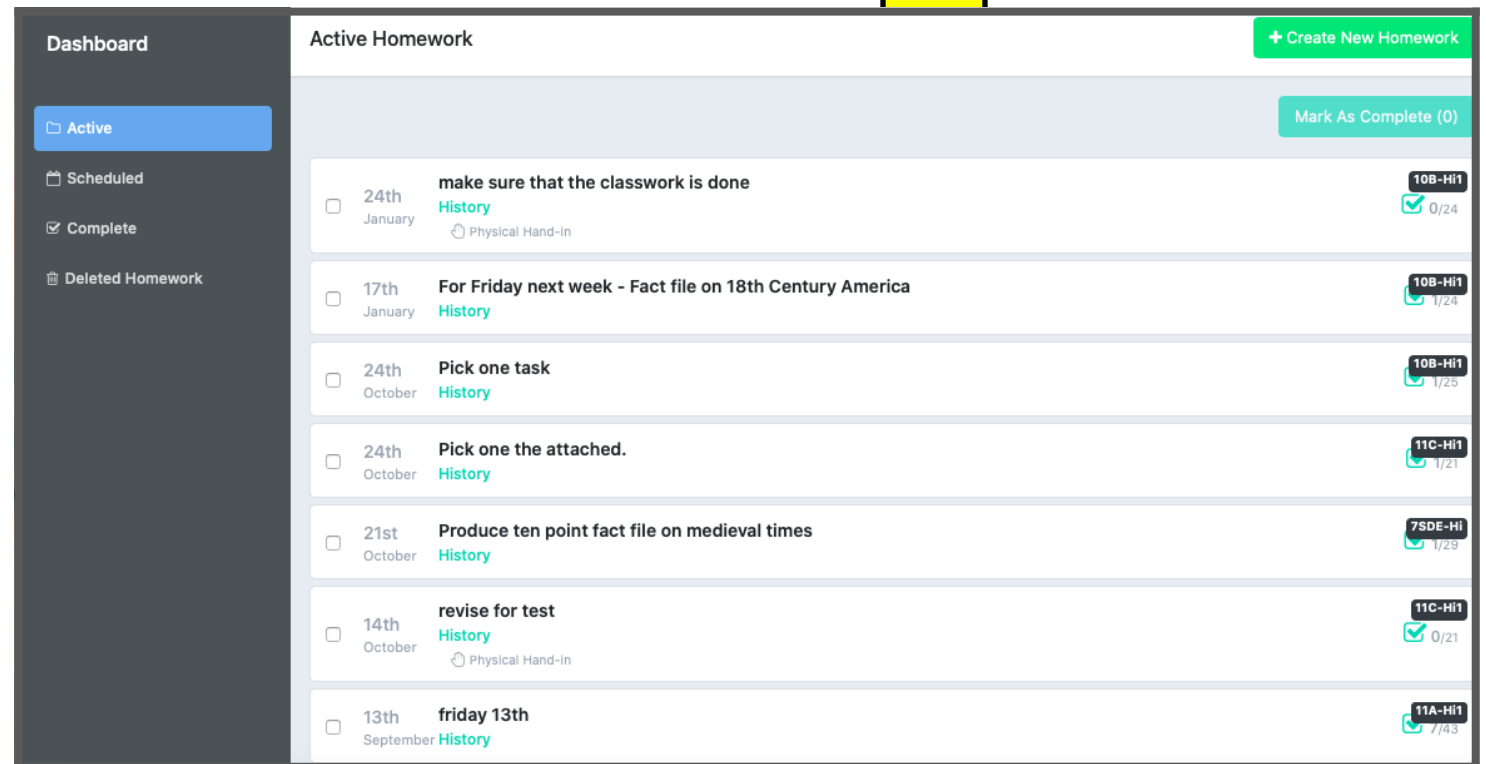 Dashboard
Active Homework
+ Create New Homework
Active
Mark As Complete (0)
Scheduled
Complete
Deleted Homework
24th
January
make sure that the classwork is done
History
Physical Hand-in
10B-Hi1
0/24
17th
January
For Friday next week - Fact file on 18th Century America
History
10B-Hi1
1/24
24th
October
Pick one task
History
10B-Hi1
1/25
24th
October
Pick one the attached.
History
11C-Hi1
1/21
21st
October
Produce ten point fact file on medieval times
History
7SDE-Hi
1/29
14th
October
revise for test
History
Physical Hand-in
11C-Hi1
0/21
13th
September
friday 13th
History
11A-Hi1
7/43